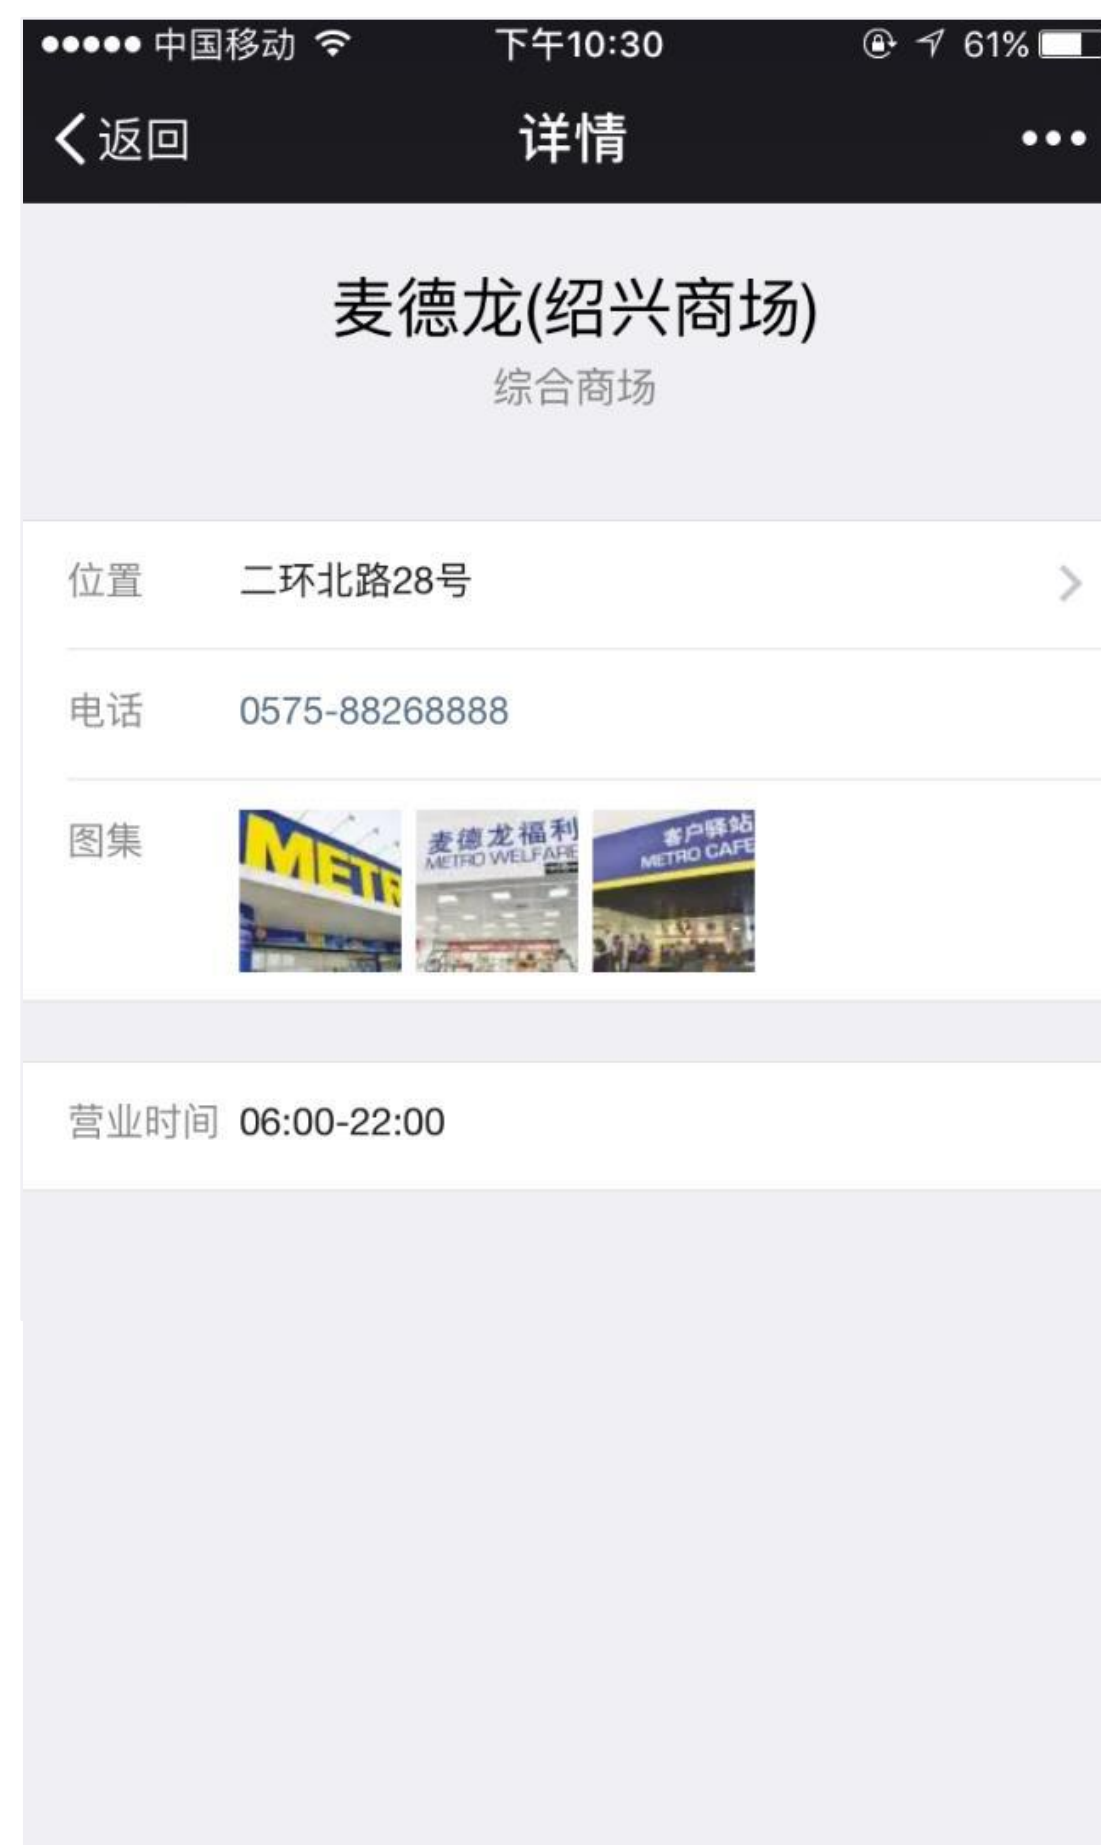 中国移动 下午10:30 61%
返回 详情
麦德龙(绍兴商场)
综合商场
位置 二环北路28号
电话 0575-88268888
图集
METR
麦德龙福利
METRO WELFARE
客户驿站
METRO CAFE
营业时间 06:00-22:00